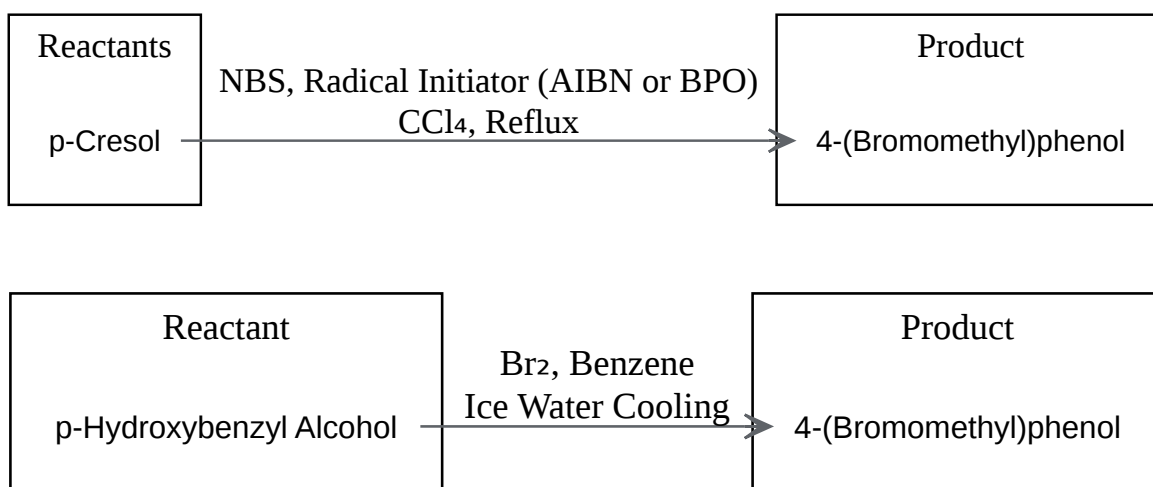 Reactants
Product
NBS, Radical Initiator (AIBN or BPO)
CCl₄, Reflux
p-Cresol
4-(Bromomethyl)phenol
Reactant
Product
Br₂, Benzene
Ice Water Cooling
p-Hydroxybenzyl Alcohol
4-(Bromomethyl)phenol